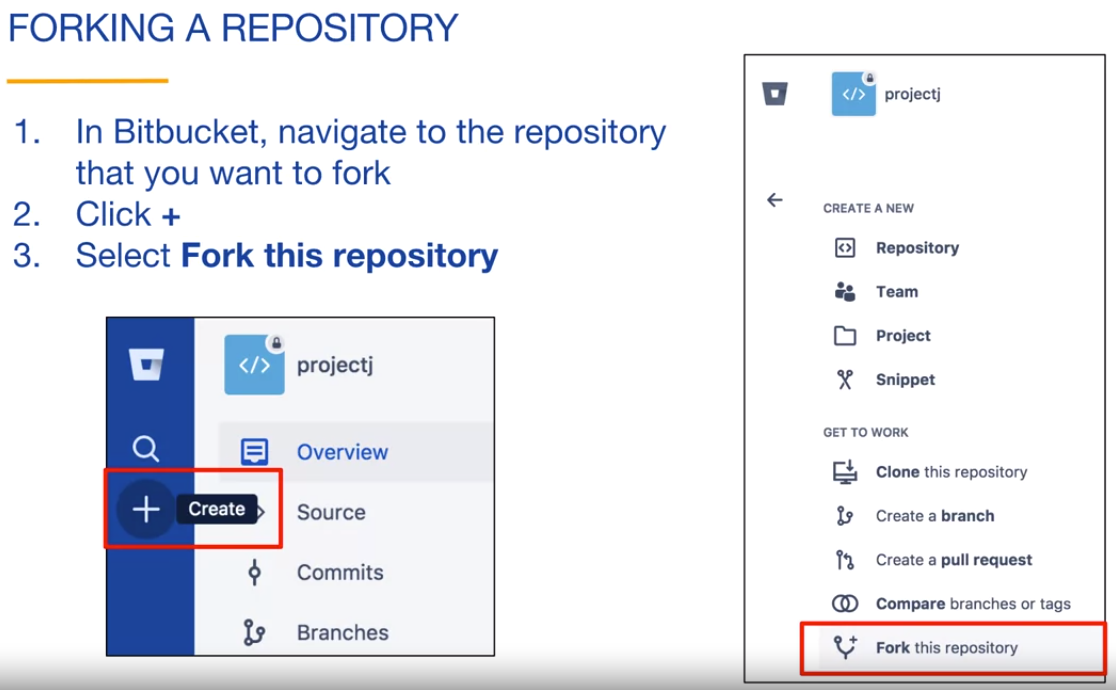 FORKING A REPOSITORY
1. In Bitbucket, navigate to the repository
that you want to fork
2. Click +
3. Select Fork this repository
</> projectj
Overview
Create
Source
Commits
Branches
</> projectj
CREATE A NEW
Repository
Team
Project
Snippet
GET TO WORK
Clone this repository
Create a branch
Create a pull request
Compare branches or tags
Fork this repository